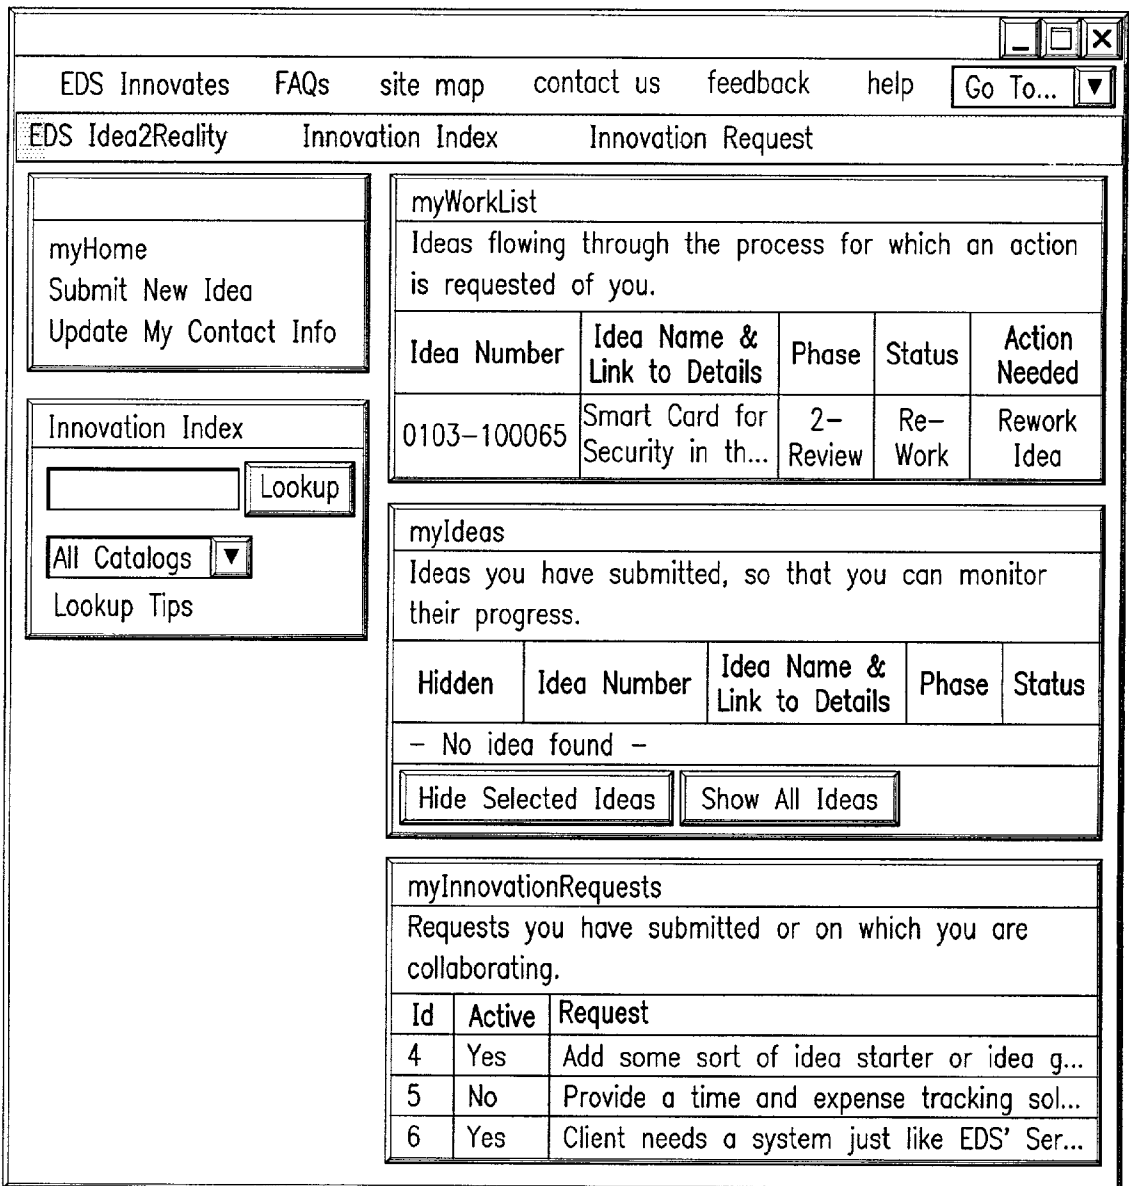 EDS Innovates FAQs site map contact us feedback help Go To...
EDS Idea2Reality Innovation Index Innovation Request
myHome
Submit New Idea
Update My Contact Info
Innovation Index
Lookup
All Catalogs
Lookup Tips
myWorkList
Ideas flowing through the process for which an action
is requested of you.
Idea Number Idea Name & Link to Details Phase Status Action Needed
0103-100065 Smart Card for Security in th... 2-Review Re-Work Rework Idea
myIdeas
Ideas you have submitted, so that you can monitor
their progress.
Hidden Idea Number Idea Name & Link to Details Phase Status
- No idea found -
Hide Selected Ideas Show All Ideas
myInnovationRequests
Requests you have submitted or on which you are
collaborating.
Id Active Request
4 Yes Add some sort of idea starter or idea g...
5 No Provide a time and expense tracking sol...
6 Yes Client needs a system just like EDS' Ser...